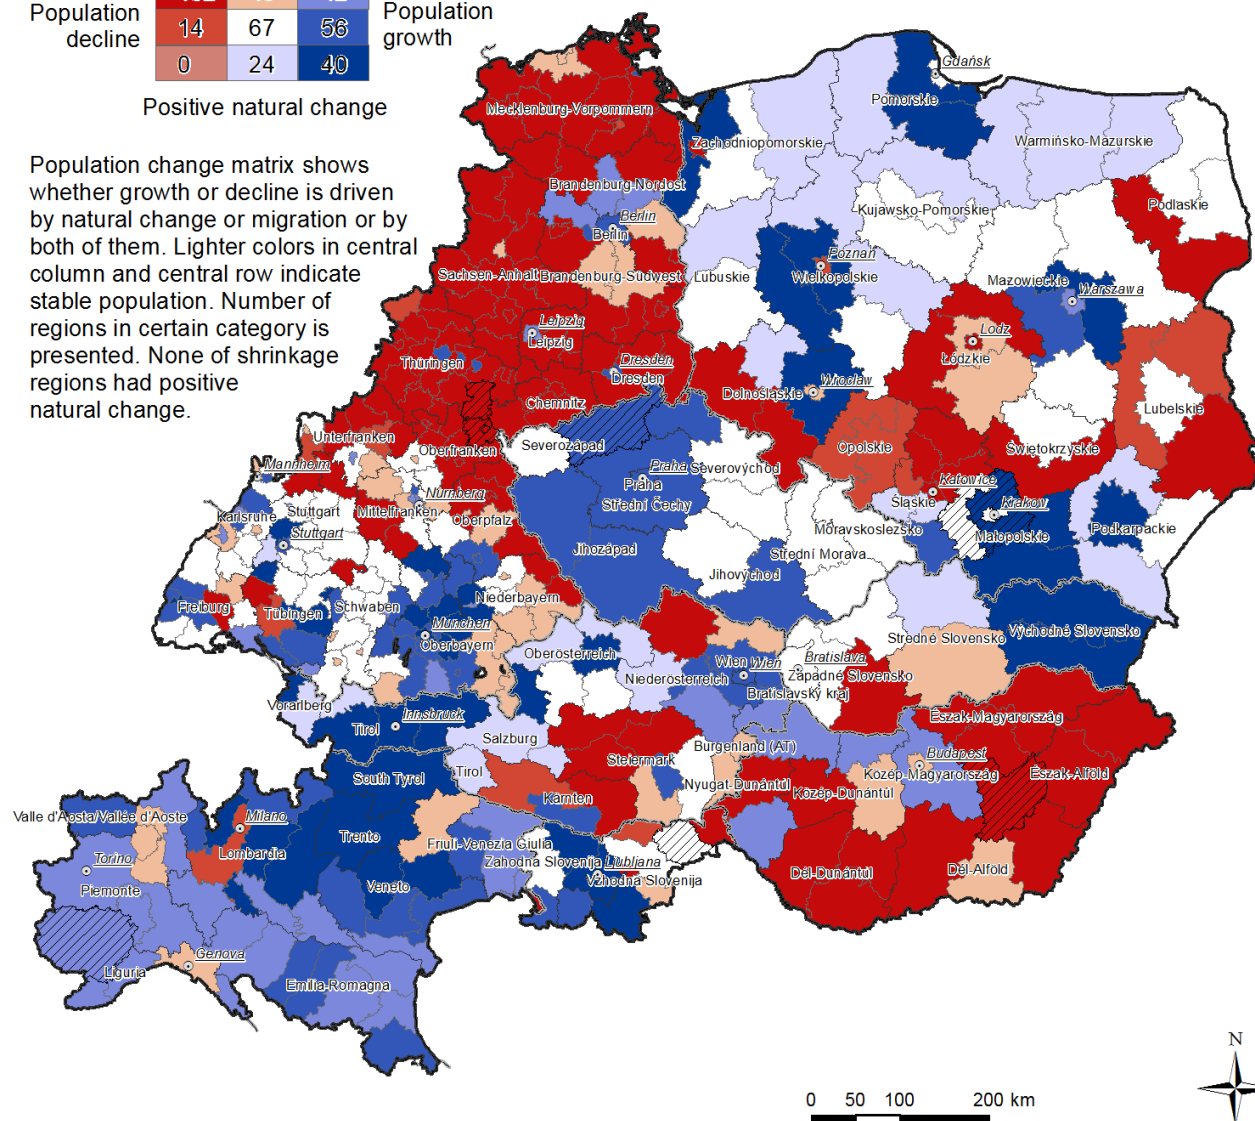 Population
decline
Population
growth
14 67 56
0 24 40
Positive natural change
Population change matrix shows
whether growth or decline is driven
by natural change or migration or by
both of them. Lighter colors in central
column and central row indicate
stable population. Number of
regions in certain category is
presented. None of shrinkage
regions had positive
natural change.
Gdańsk
Pomorskie
Mecklenburg-Vorpommern
Zachodniopomorskie
Warmińsko-Mazurskie
Brandenburg-Nordost
Podlaskie
Kujawsko-Pomorskie
Berlin
Berlin
Poznań
Sachsen-Anhalt
Brandenburg-Südwest
Lubuskie
Wielkopolskie
Mazowieckie
Warszawa
Leipzig
Leipzig
Lodz
Łódzkie
Thüringen
Dresden
Dresden
Wrocław
Dolnośląskie
Chemnitz
Lubelskie
Unterfranken
Oberfranken
Severozápad
Opolskie
Świętokrzyskie
Mannheim
Praha
Praha
Severovýchod
Katowice
Nürnberg
Střední Čechy
Śląskie
Krakow
Karlsruhe
Stuttgart
Stuttgart
Mittelfranken
Oberpfalz
Moravskoslezsko
Małopolskie
Podkarpackie
Jihozápad
Střední Morava
Jihovýchod
Freiburg
Tübingen
Schwaben
Niederbayern
München
Oberbayern
Stredné Slovensko
Východné Slovensko
Oberösterreich
Wien
Wien
Bratislava
Niederösterreich
Západné Slovensko
Bratislavský kraj
Vorarlberg
Innsbruck
Tirol
Észak-Magyarország
Salzburg
Burgenland (AT)
Budapest
Steiermark
South Tyrol
Tirol
Nyugat-Dunántúl
Közép-Dunántúl
Közép-Magyarország
Észak-Alföld
Kärnten
Valle d'Aosta/Vallée d'Aoste
Milano
Trento
Friuli-Venezia Giulia
Lombardia
Torino
Zahodna Slovenija
Ljubljana
Piemonte
Veneto
Vzhodna Slovenija
Dél-Dunántúl
Dél-Alföld
Genova
Liguria
Emilia-Romagna
N
0 50 100 200 km